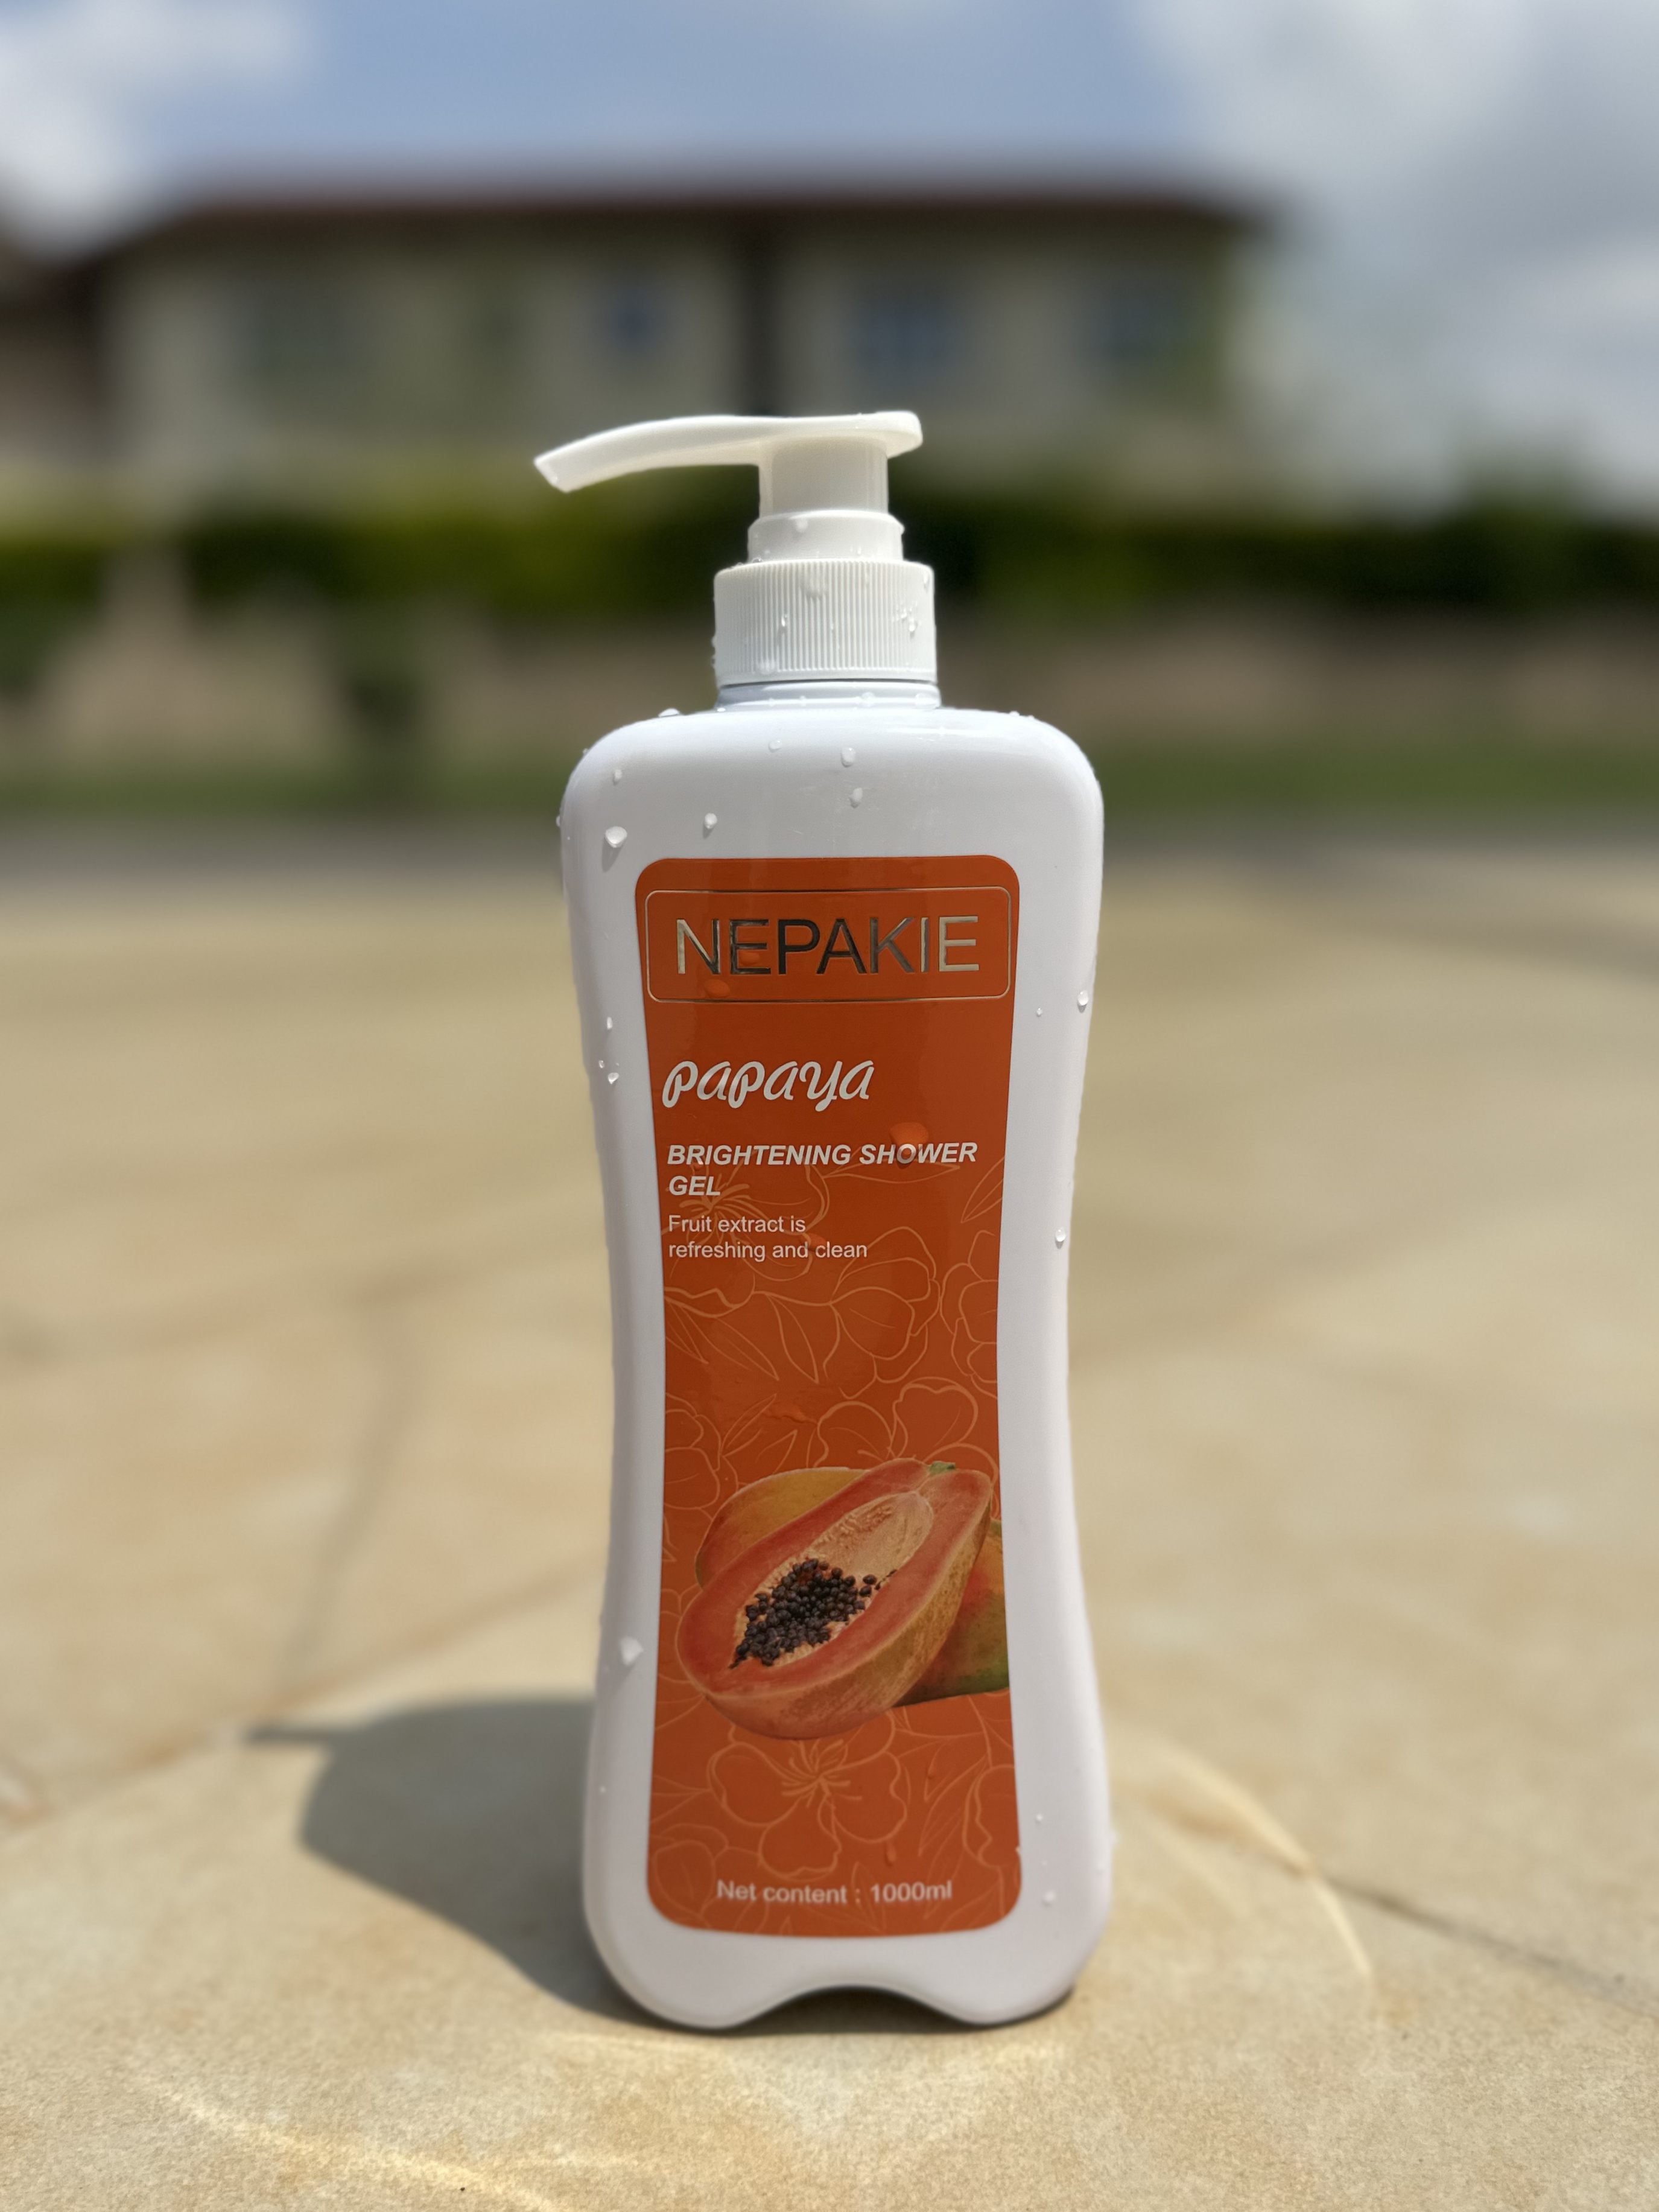 NEPAKIE
papaya
BRIGHTENING SHOWER
GEL
Fruit extract is
refreshing and clean
Net content : 1000ml